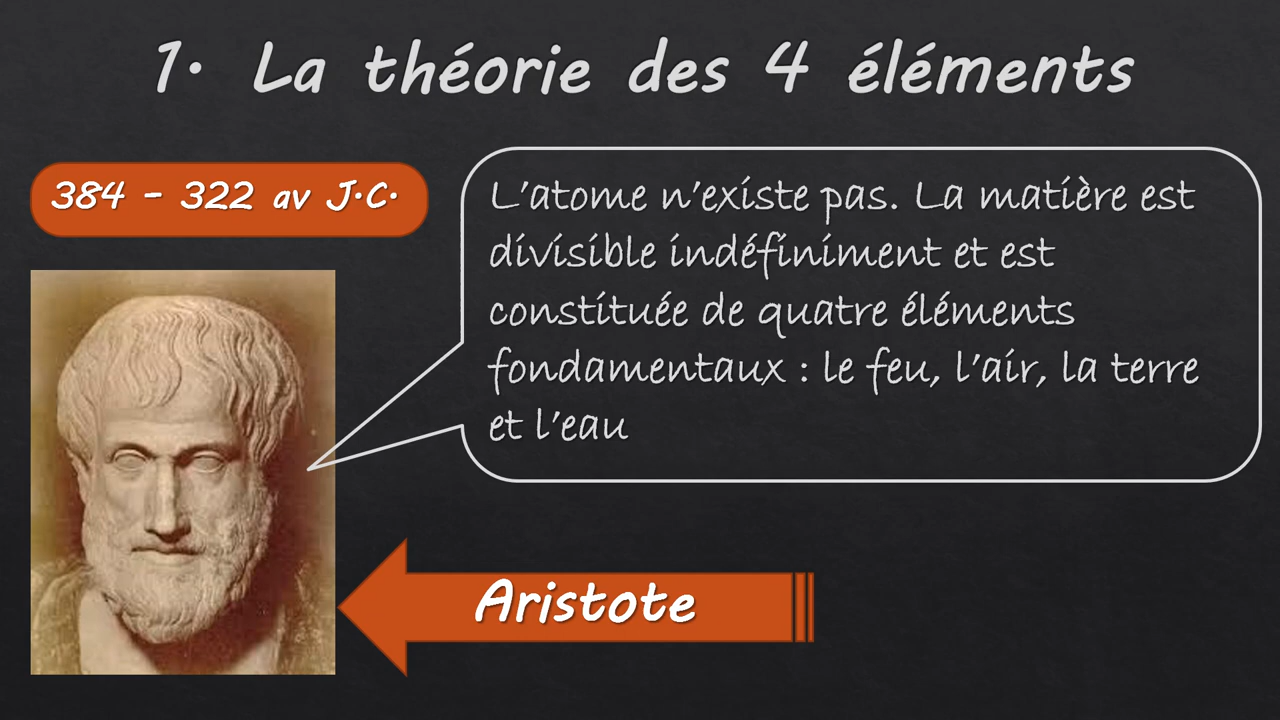 1. La théorie des 4 éléments
384 – 322 av J.C.
L’atome n’existe pas. La matière est
divisible indéfiniment et est
constituée de quatre éléments
fondamentaux : le feu, l’air, la terre
et l’eau
Aristote